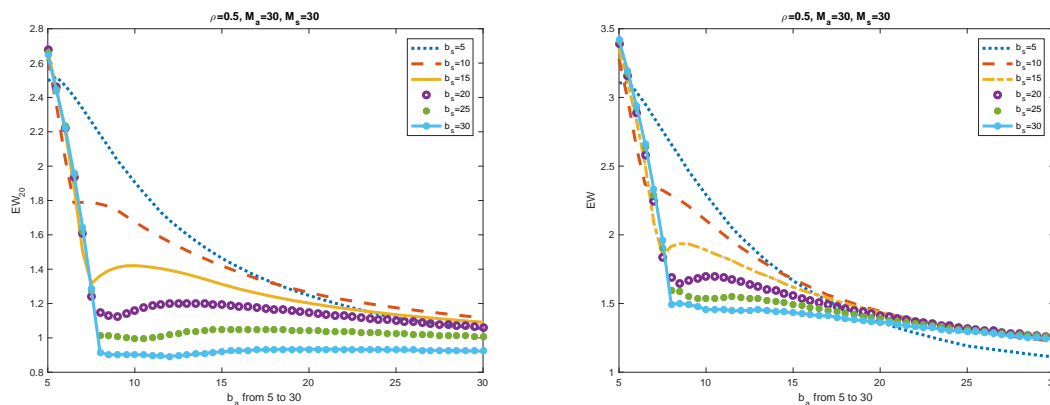 ρ=0.5, M_a=30, M_s=30
2.8
2.6
2.4
2.2
2
1.8
1.6
1.4
1.2
1
0.8
EW_20
5 10 15 20 25 30
b_a from 5 to 30
b_s=5
b_s=10
b_s=15
b_s=20
b_s=25
b_s=30
ρ=0.5, M_a=30, M_s=30
3.5
3
2.5
2
1.5
1
EW
5 10 15 20 25 30
b_a from 5 to 30
b_s=5
b_s=10
b_s=15
b_s=20
b_s=25
b_s=30